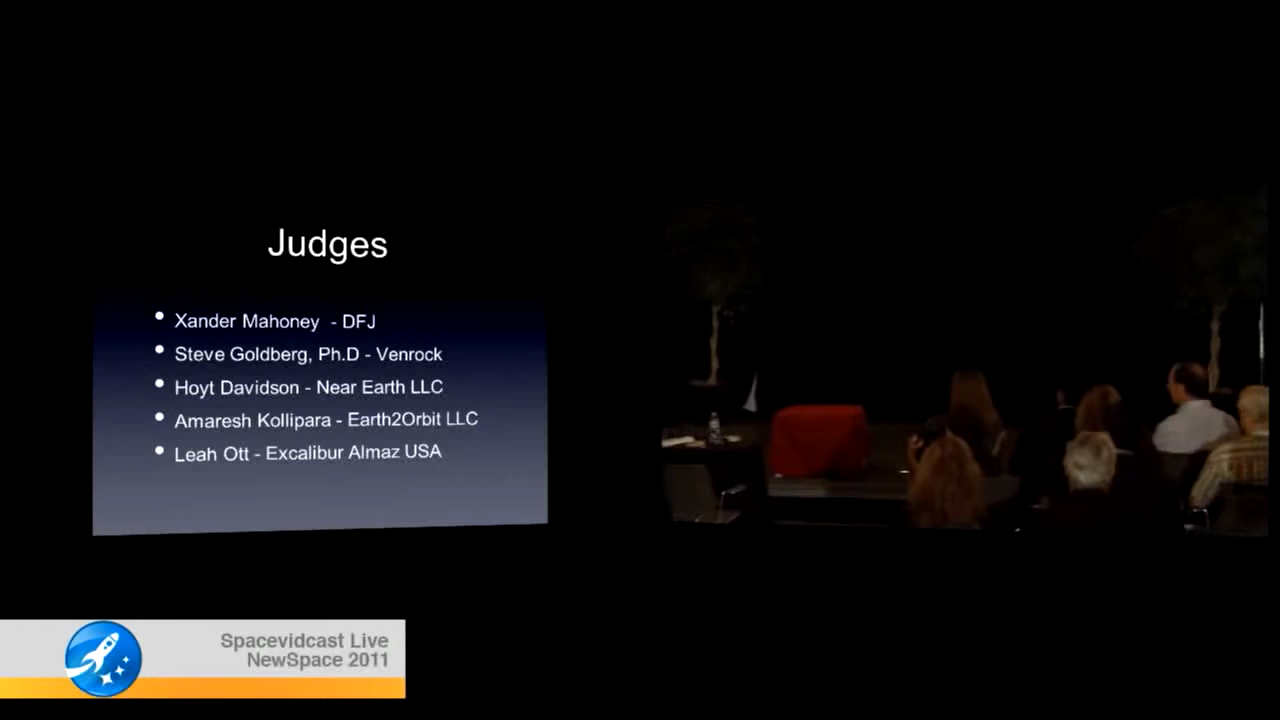 Judges
• Xander Mahoney - DFJ
• Steve Goldberg, Ph.D - Venrock
• Hoyt Davidson - Near Earth LLC
• Amaresh Kollipara - Earth2Orbit LLC
• Leah Ott - Excalibur Almaz USA
Spacevidcast Live
NewSpace 2011